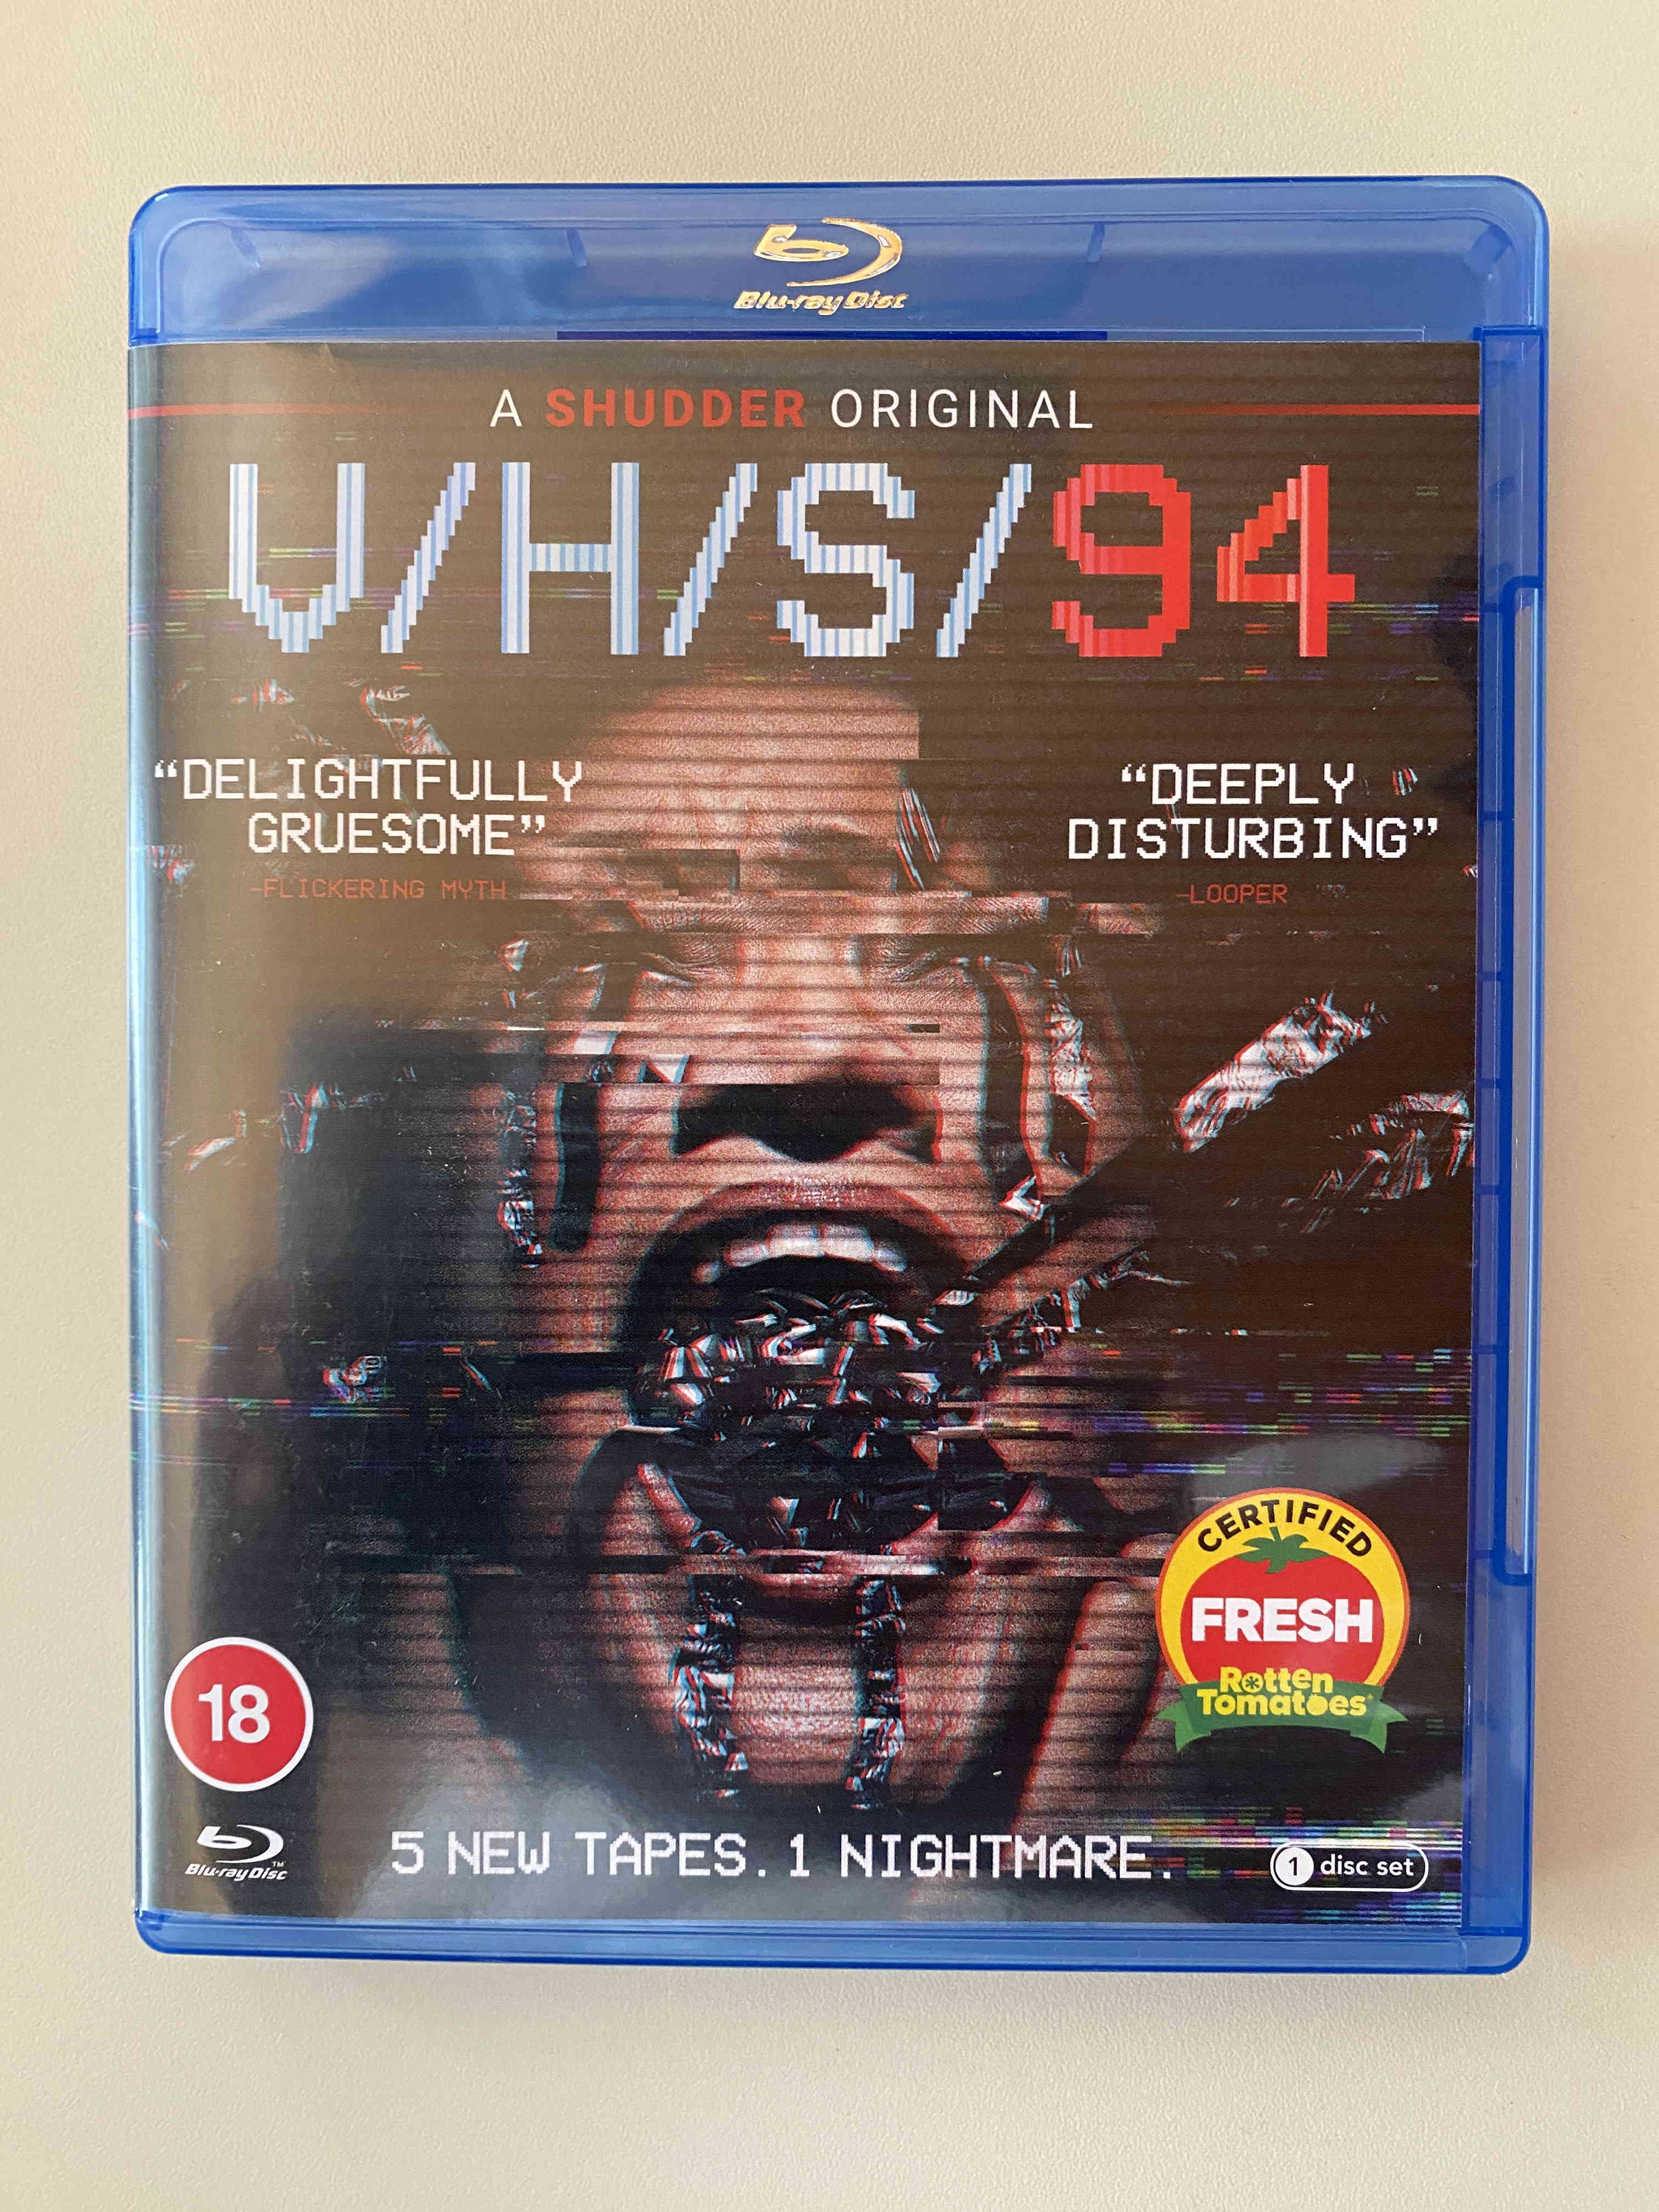 Blu-ray Disc
A SHUDDER ORIGINAL
V/H/S/94
“DELIGHTFULLY
GRUESOME”
-FLICKERING MYTH
“DEEPLY
DISTURBING”
-LOOPER
CERTIFIED
FRESH
Rotten
Tomatoes
18
Blu-ray Disc™
5 NEW TAPES. 1 NIGHTMARE.
1 disc set